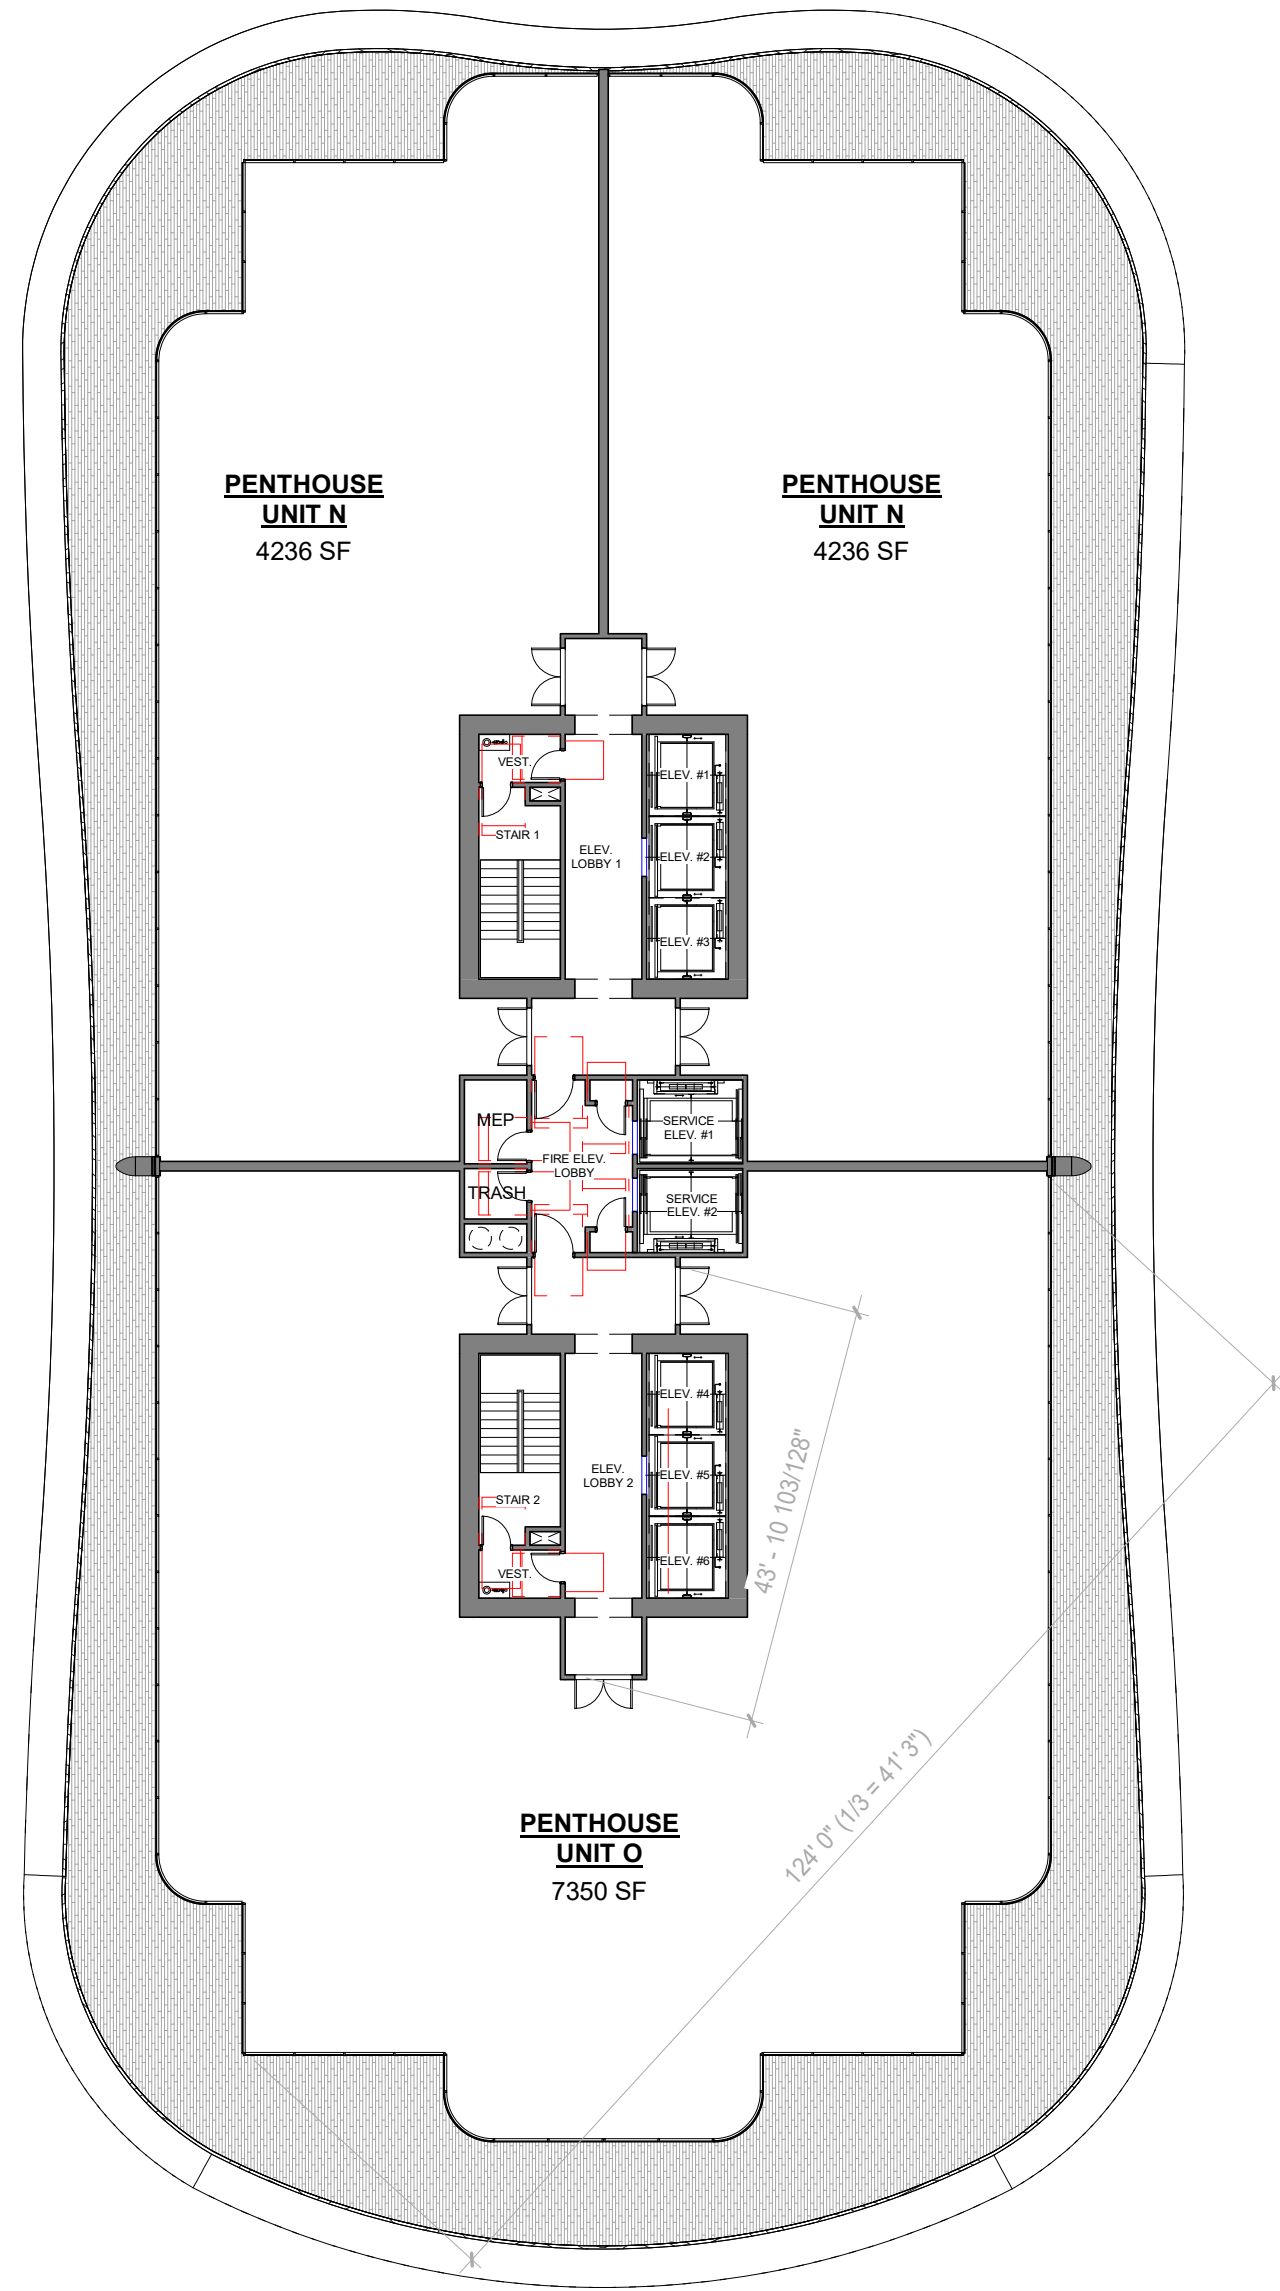 PENTHOUSE
UNIT N
4236 SF
PENTHOUSE
UNIT N
4236 SF
VEST.
ELEV. #1
STAIR 1
ELEV.
LOBBY 1
ELEV. #2
ELEV. #3
MEP
SERVICE
ELEV. #1
FIRE ELEV.
LOBBY
TRASH
SERVICE
ELEV. #2
ELEV. #4
ELEV.
LOBBY 2
ELEV. #5
STAIR 2
ELEV. #6
VEST.
43' - 10 103/128"
124' 0" (1/3 = 41' 3")
PENTHOUSE
UNIT O
7350 SF